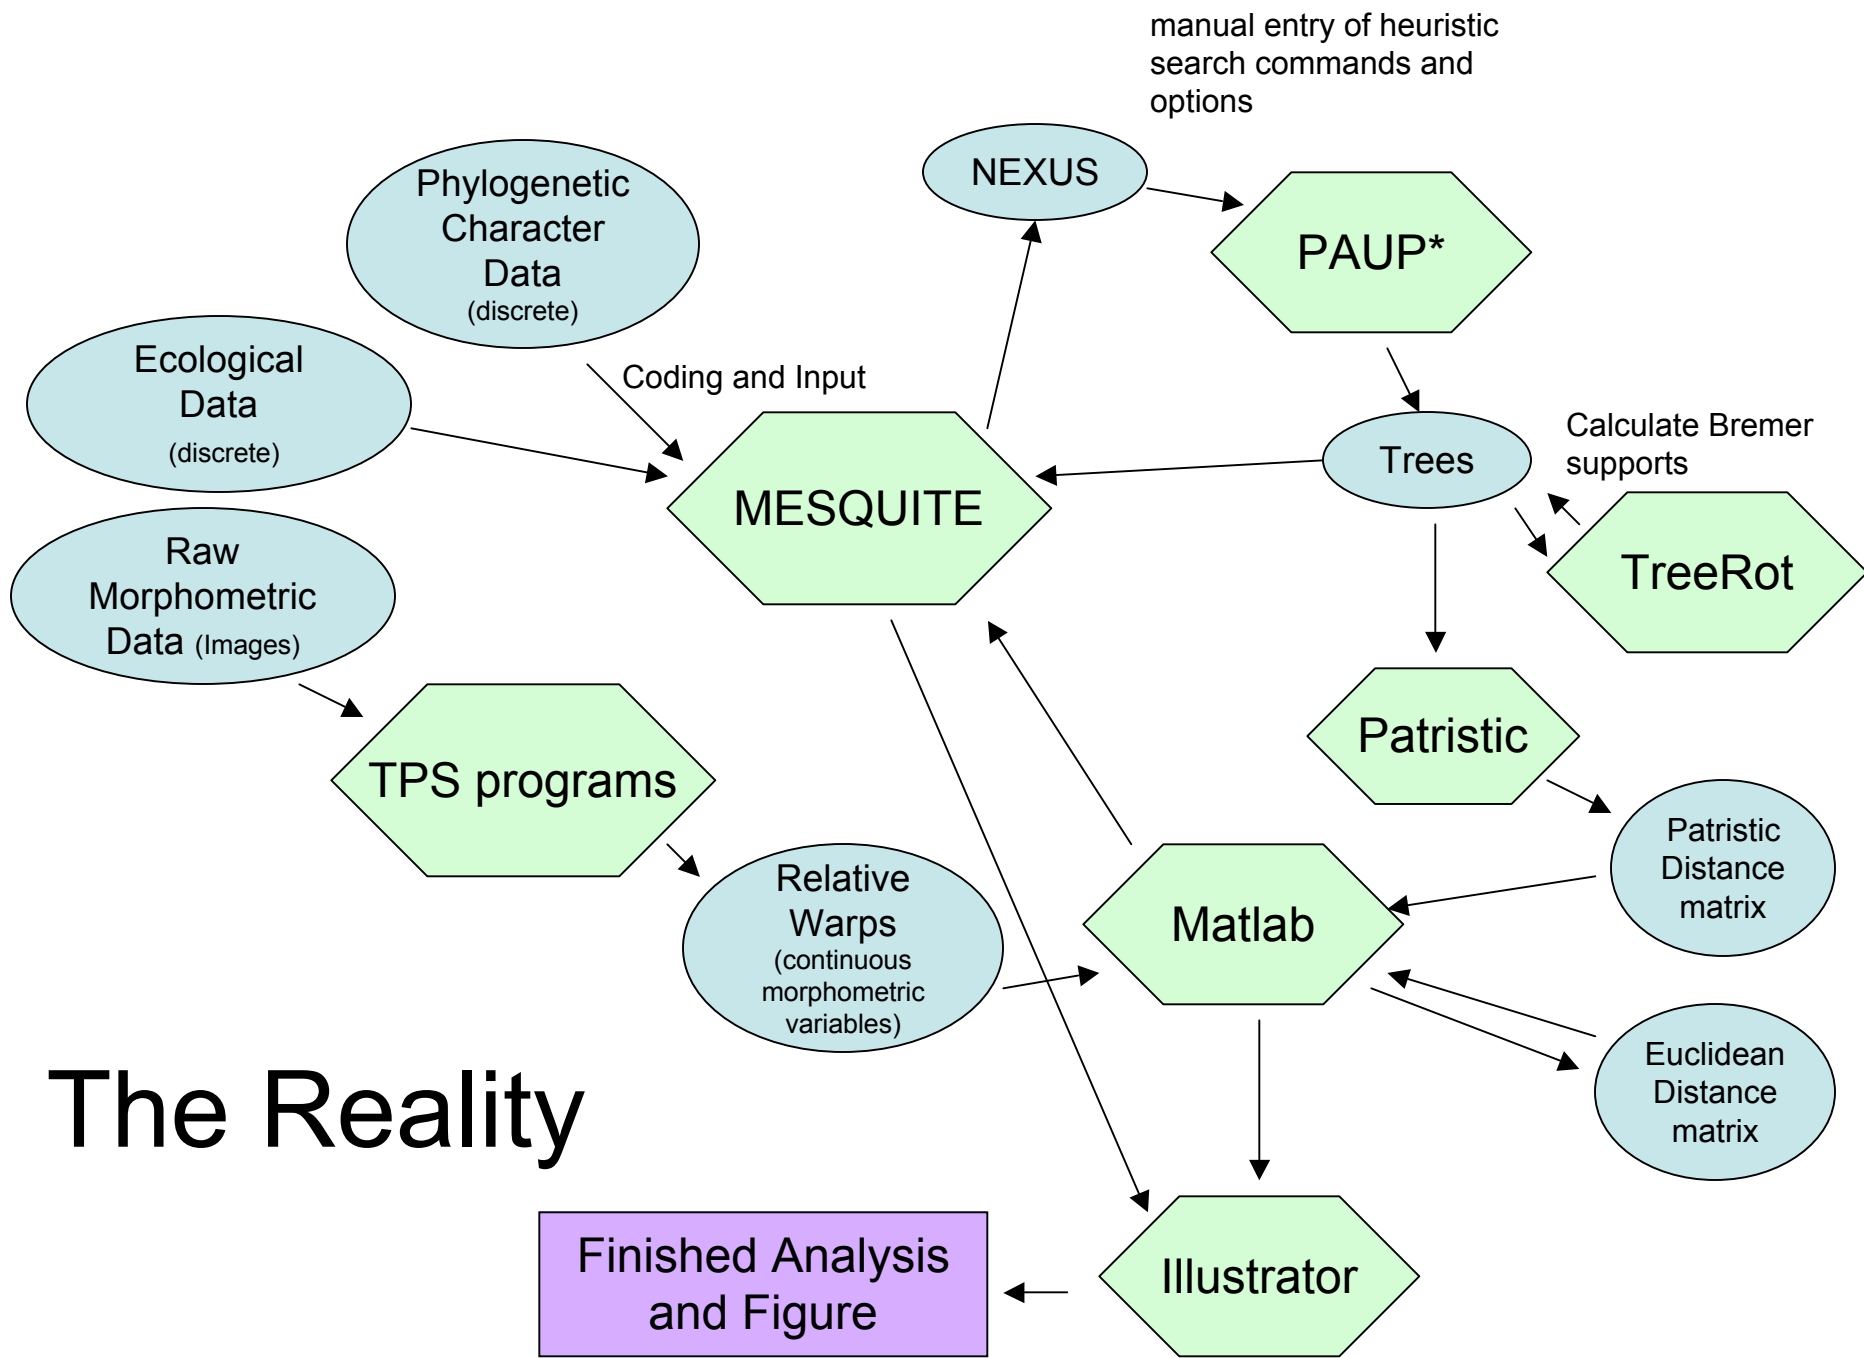 manual entry of heuristic
search commands and
options
NEXUS
PAUP*
Phylogenetic
Character
Data
(discrete)
Ecological
Data
(discrete)
Coding and Input
MESQUITE
Trees
Calculate Bremer
supports
TreeRot
Raw
Morphometric
Data (Images)
TPS programs
Patristic
Patristic
Distance
matrix
Relative
Warps
(continuous
morphometric
variables)
Matlab
Euclidean
Distance
matrix
The Reality
Finished Analysis
and Figure
Illustrator